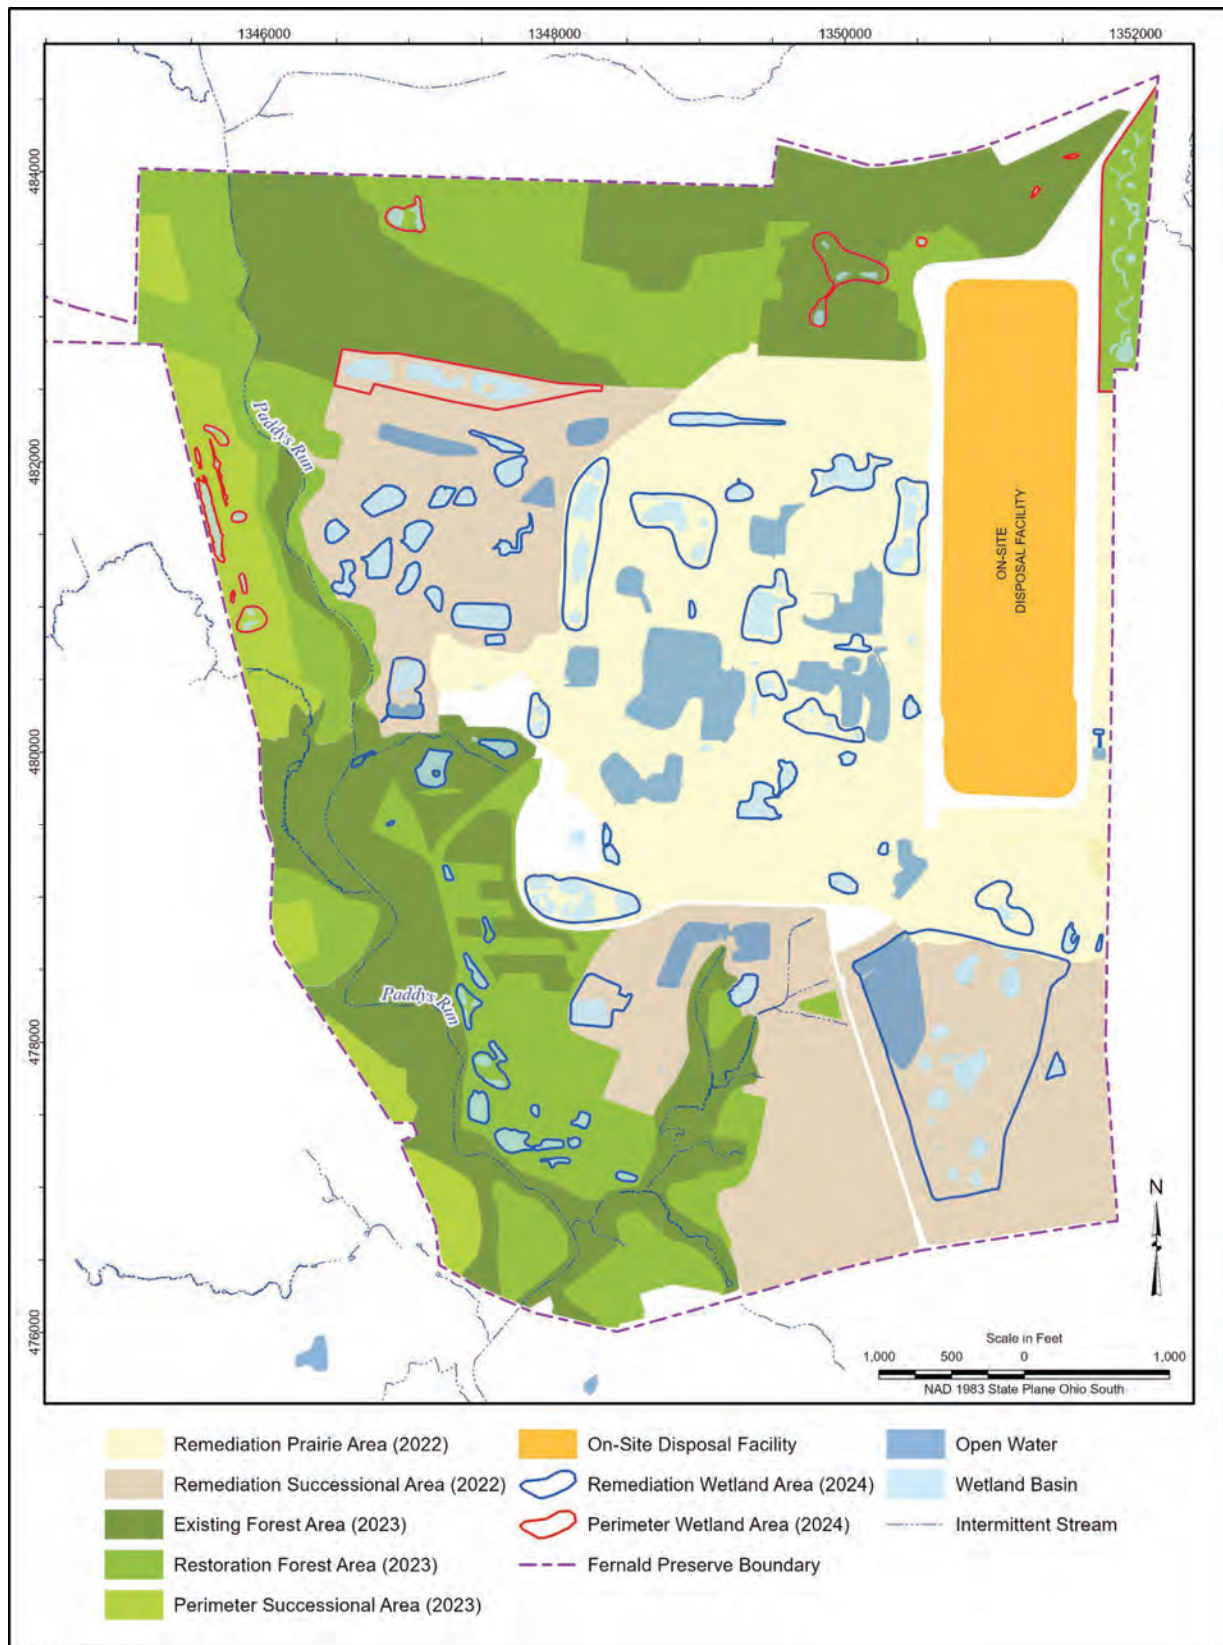 1346000
1348000
1350000
1352000
484000
482000
480000
478000
476000
Paddys Run
ON-SITE
DISPOSAL FACILITY
Paddys Run
N
Scale in Feet
1,000 500 0 1,000
NAD 1983 State Plane Ohio South
Remediation Prairie Area (2022)
Remediation Successional Area (2022)
Existing Forest Area (2023)
Restoration Forest Area (2023)
Perimeter Successional Area (2023)
On-Site Disposal Facility
Remediation Wetland Area (2024)
Perimeter Wetland Area (2024)
Fernald Preserve Boundary
Open Water
Wetland Basin
Intermittent Stream